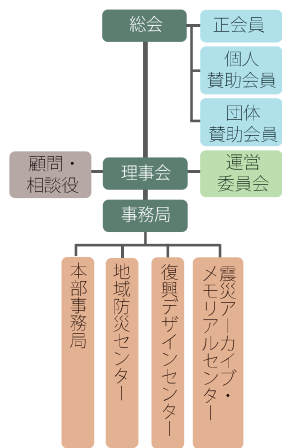 総会
正会員
個人
賛助会員
団体
賛助会員
顧問・
相談役
理事会
運営
委員会
事務局
本部事務局
地域防災センター
復興デザインセンター
震災アーカイブ・
メモリアルセンター